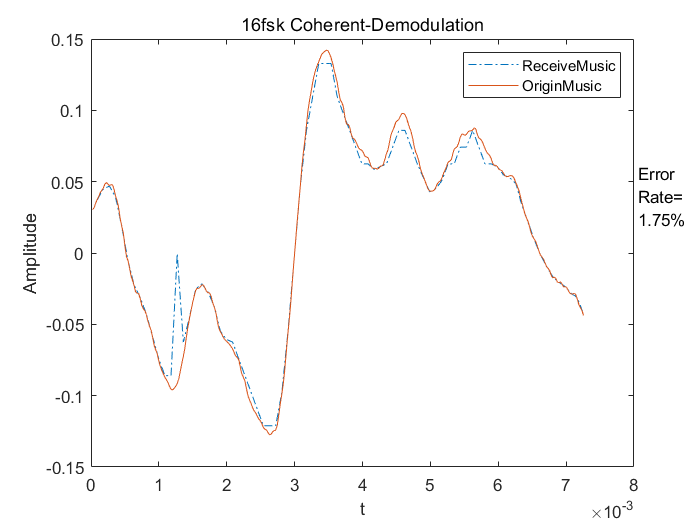 16fsk Coherent-Demodulation
0.15
ReceiveMusic
OriginMusic
0.1
0.05
0
-0.05
-0.1
-0.15
Amplitude
Error
Rate=
1.75%
0 1 2 3 4 5 6 7 8
t
×10⁻³